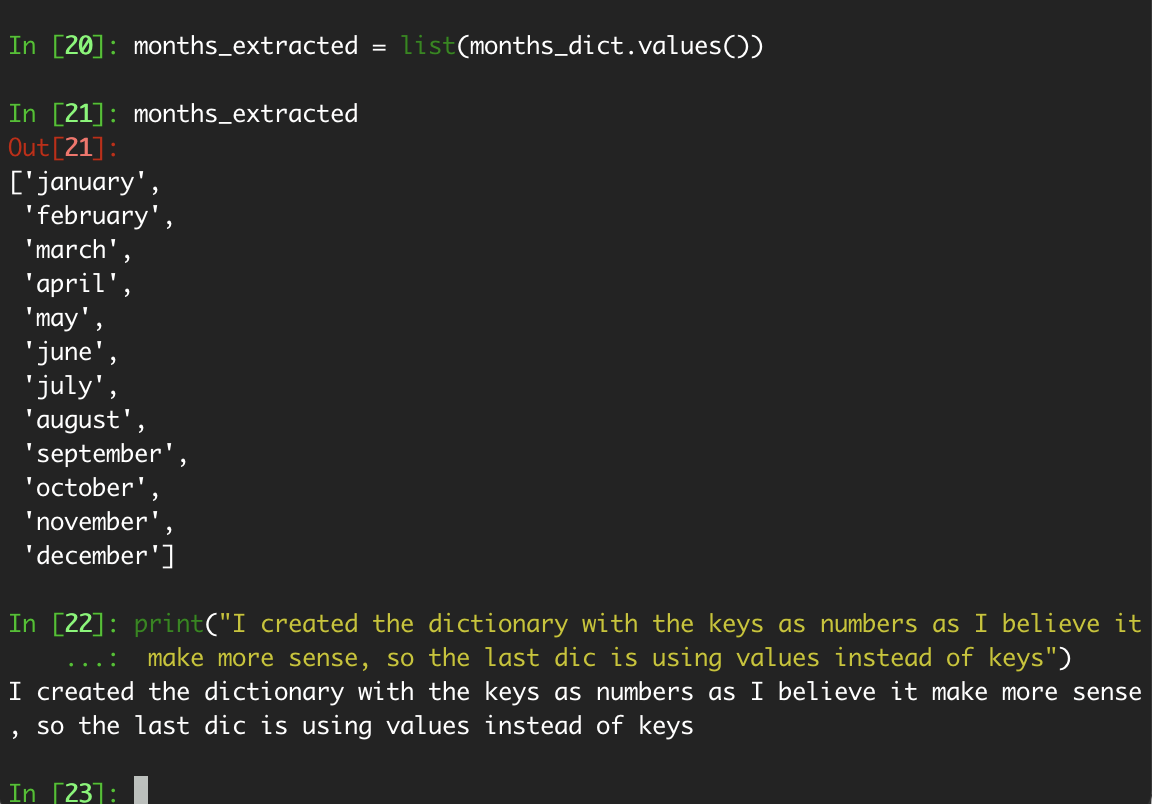 In [20]: months_extracted = list(months_dict.values())
In [21]: months_extracted
Out[21]:
['january',
 'february',
 'march',
 'april',
 'may',
 'june',
 'july',
 'august',
 'september',
 'october',
 'november',
 'december']
In [22]: print("I created the dictionary with the keys as numbers as I believe it
    ...:  make more sense, so the last dic is using values instead of keys")
I created the dictionary with the keys as numbers as I believe it make more sense
, so the last dic is using values instead of keys
In [23]: